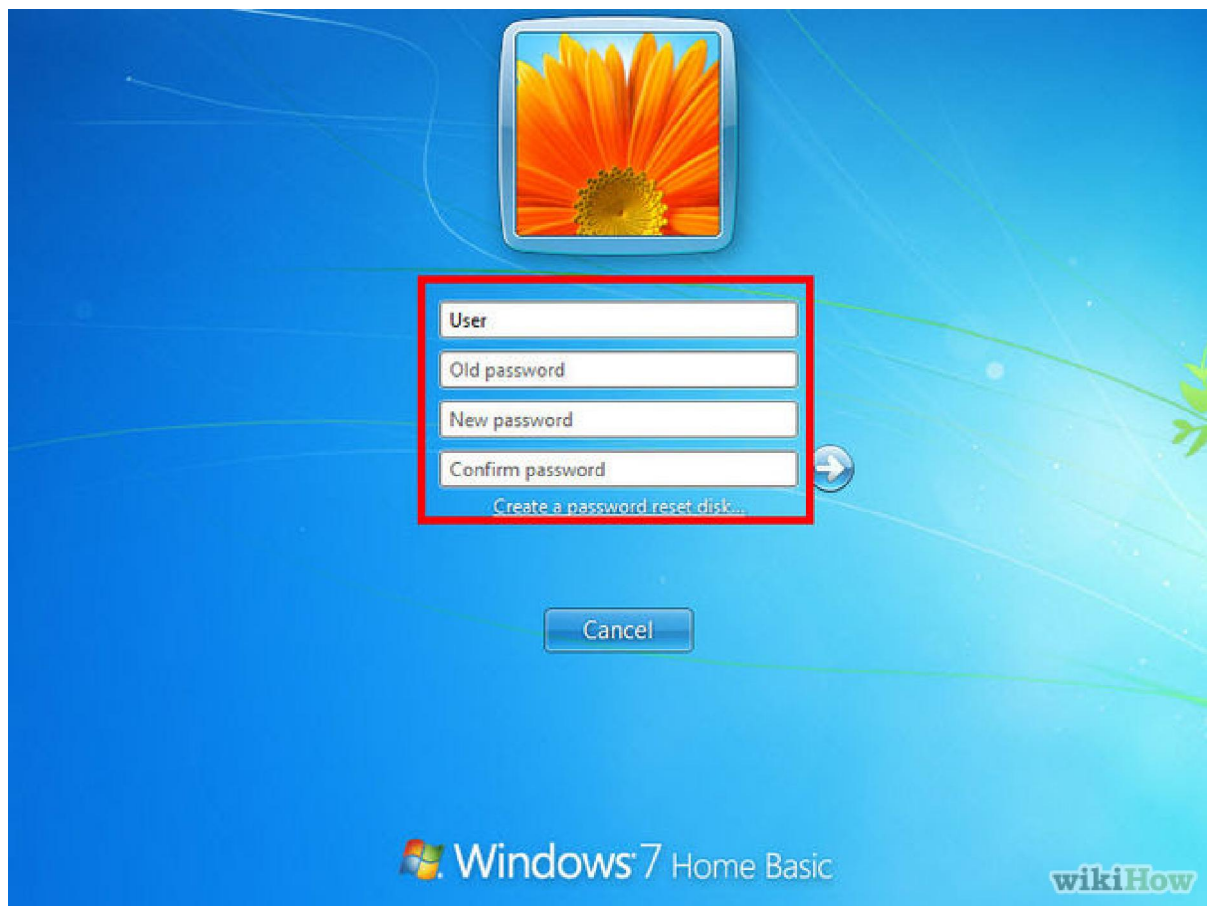 User
Old password
New password
Confirm password
Create a password reset disk...
Cancel
Windows 7 Home Basic
wikiHow